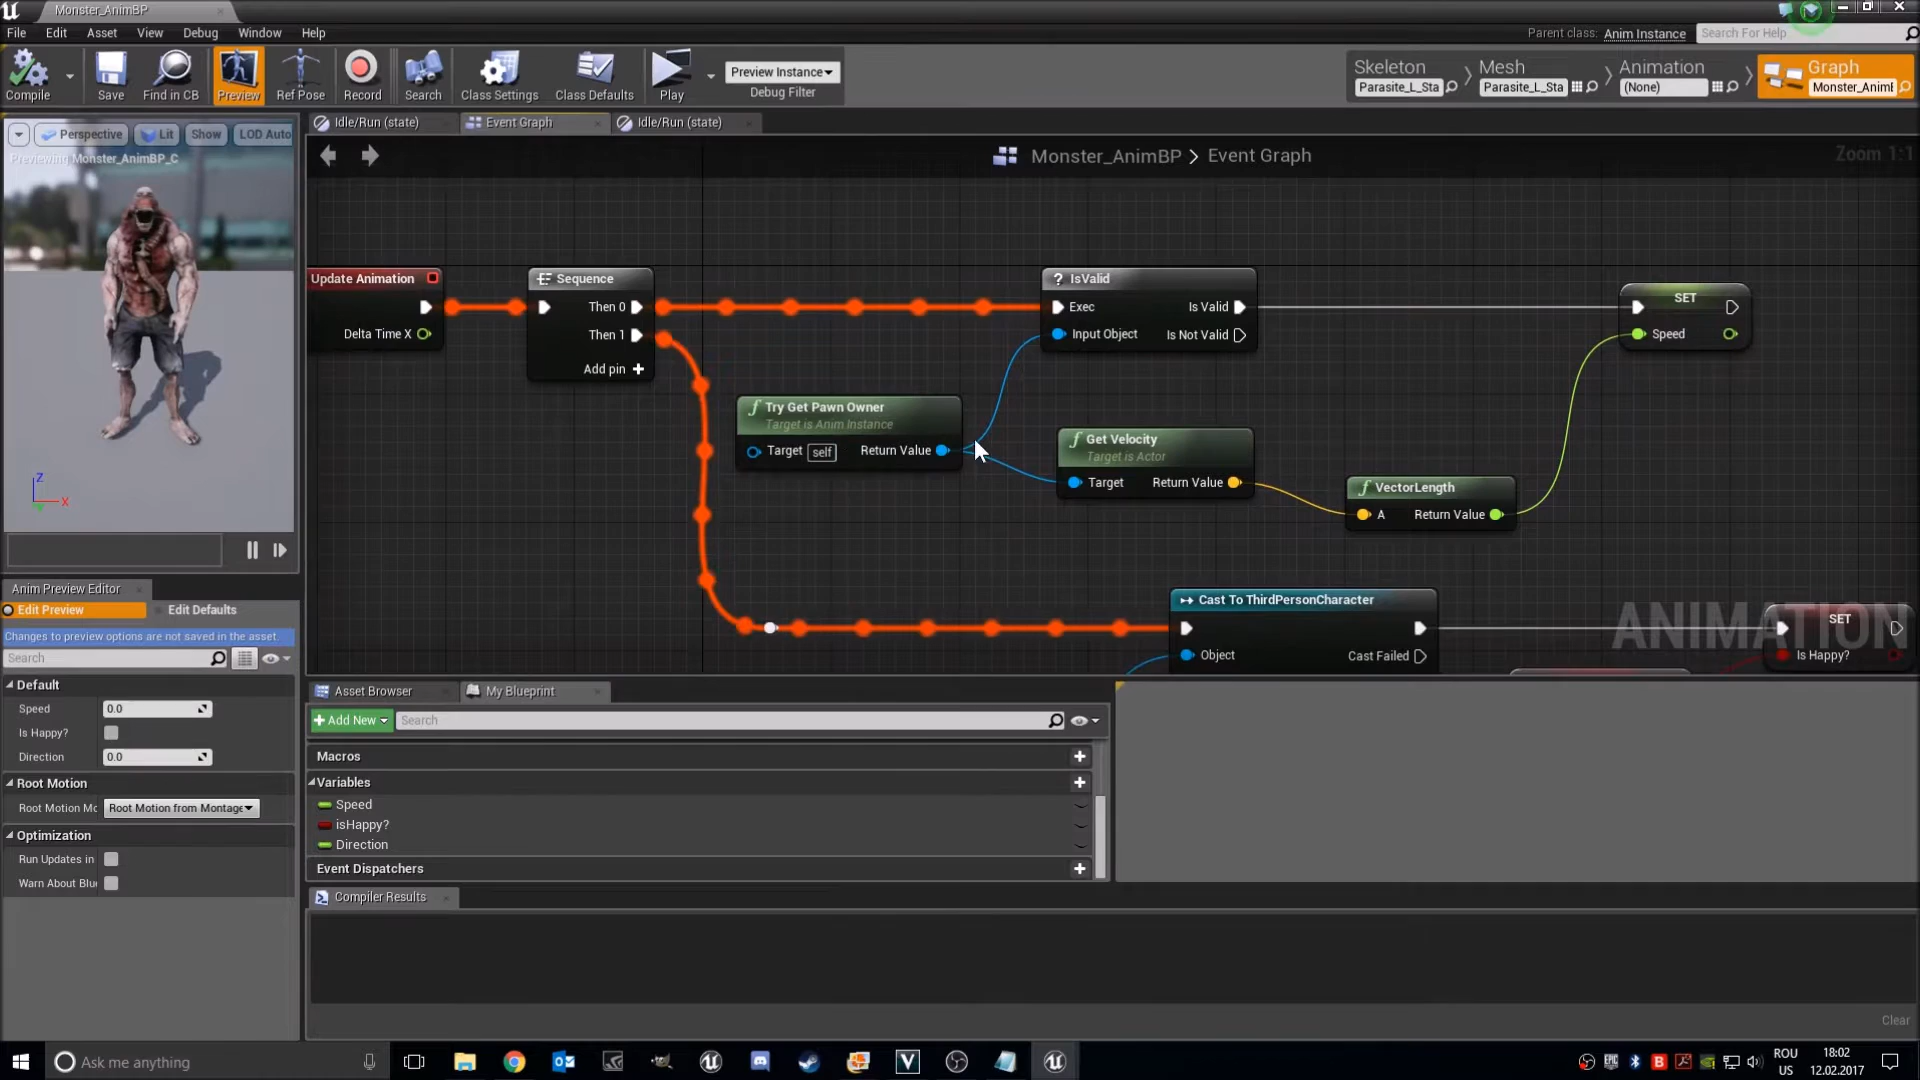 Monster_AnimBP
File Edit Asset View Debug Window Help
Parent class: Anim Instance Search For Help
Compile Save Find in CB Preview Ref Pose Record Search Class Settings Class Defaults Play
Preview Instance
Debug Filter
Skeleton Mesh Animation Graph
Parasite_L_Sta Parasite_L_Sta (None) Monster_AnimE
Perspective Lit Show LOD Auto
Previewing Monster_AnimBP_C
Idle/Run (state) Event Graph Idle/Run (state)
Monster_AnimBP > Event Graph
Zoom 1:1
Update Animation
Delta Time X
Sequence
Then 0
Then 1
Add pin
? IsValid
Exec Is Valid
Input Object Is Not Valid
SET
Speed
f Try Get Pawn Owner
Target is Anim Instance
Target self Return Value
f Get Velocity
Target is Actor
Target Return Value
f VectorLength
A Return Value
Cast To ThirdPersonCharacter
Object Cast Failed
ANIMATION
SET
Is Happy?
Z
X
Anim Preview Editor
Edit Preview Edit Defaults
Changes to preview options are not saved in the asset.
Search
Default
Speed 0.0
Is Happy?
Direction 0.0
Root Motion
Root Motion Mo Root Motion from Montage
Optimization
Run Updates in
Warn About Blu
Asset Browser My Blueprint
Add New Search
Macros
Variables
Speed
isHappy?
Direction
Event Dispatchers
Compiler Results
Clear
Ask me anything
ROU
US
18:02
12.02.2017